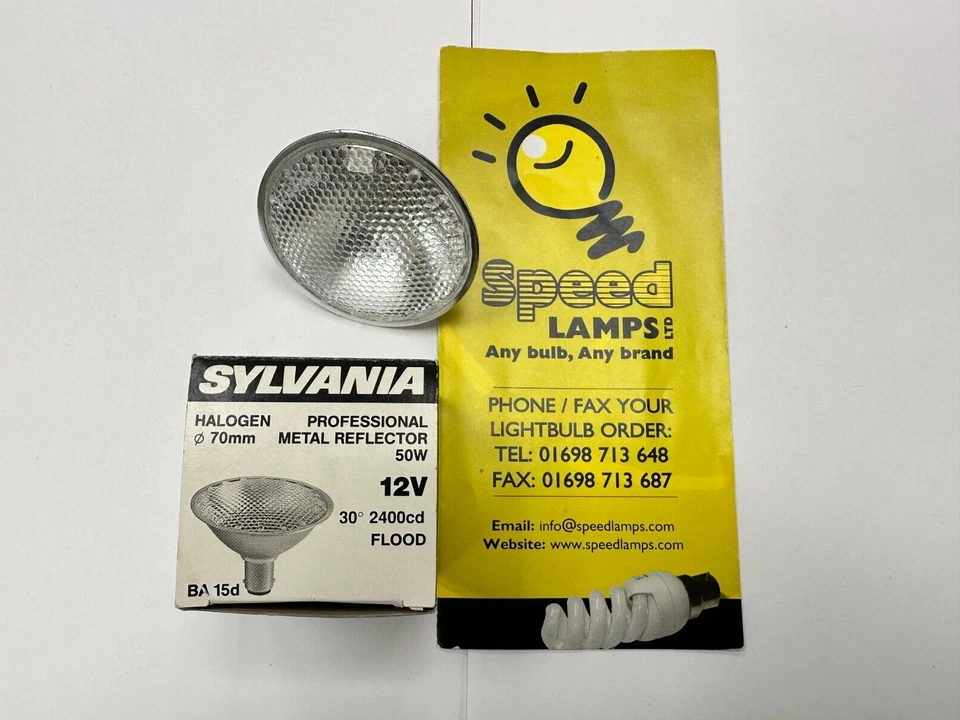 Speed
LAMPS LTD
Any bulb, Any brand
PHONE / FAX YOUR
LIGHTBULB ORDER:
TEL: 01698 713 648
FAX: 01698 713 687
Email: info@speedlamps.com
Website: www.speedlamps.com
SYLVANIA
HALOGEN PROFESSIONAL
ø 70mm METAL REFLECTOR
50W
12V
30° 2400cd
FLOOD
BA 15d